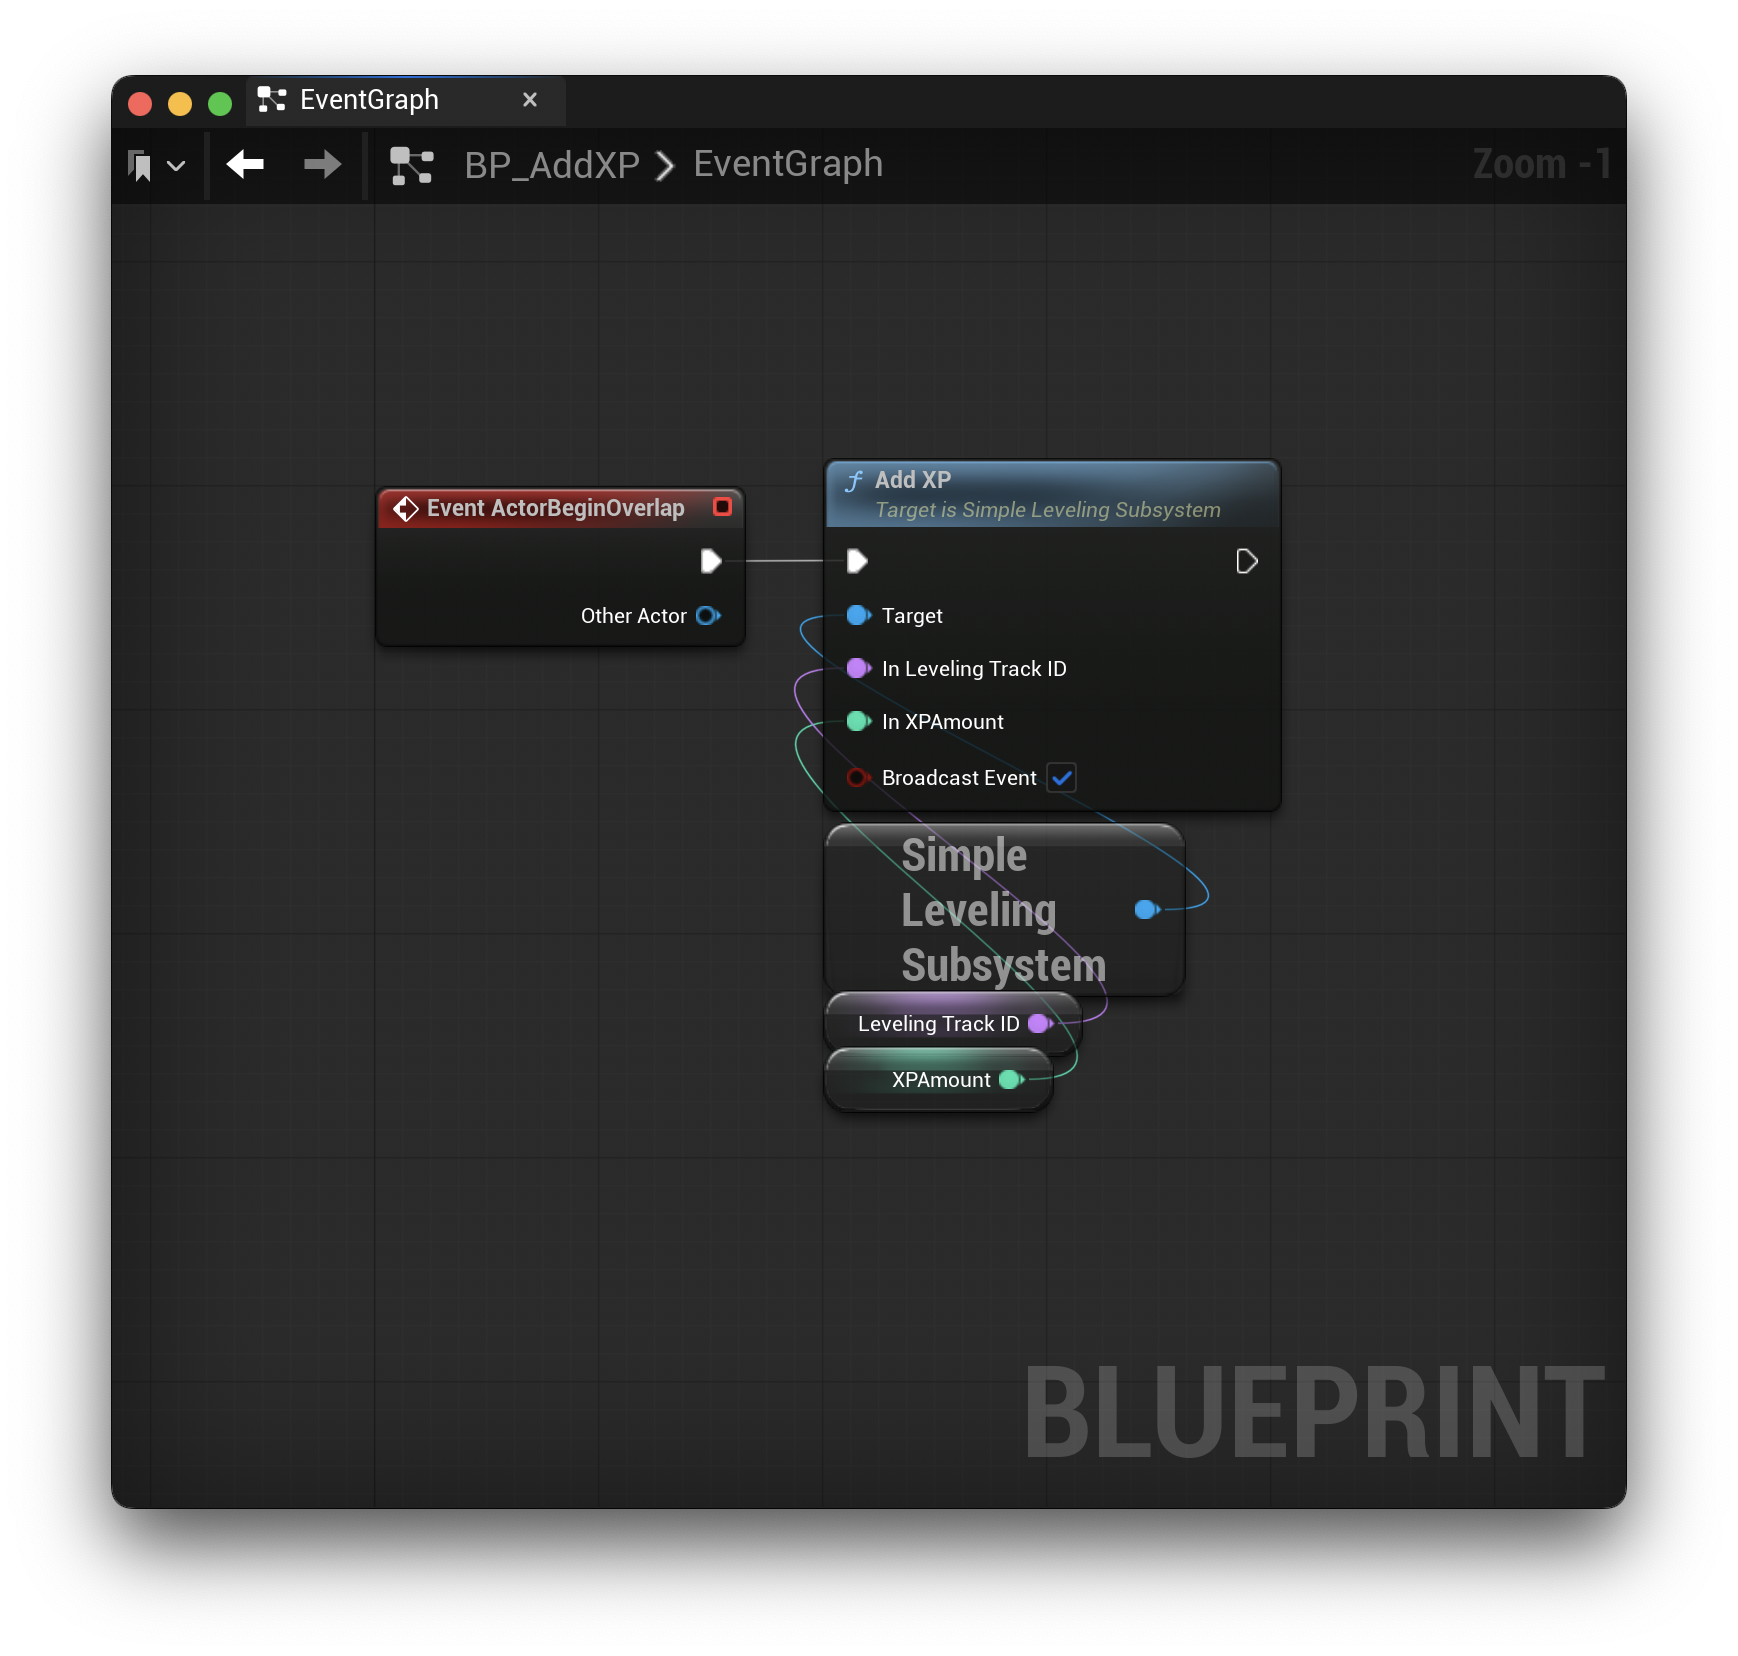 EventGraph
BP_AddXP
EventGraph
Zoom -1
Event ActorBeginOverlap
Other Actor
Add XP
Target is Simple Leveling Subsystem
Target
In Leveling Track ID
In XPAmount
Broadcast Event
Simple
Leveling
Subsystem
Leveling Track ID
XPAmount
BLUEPRINT